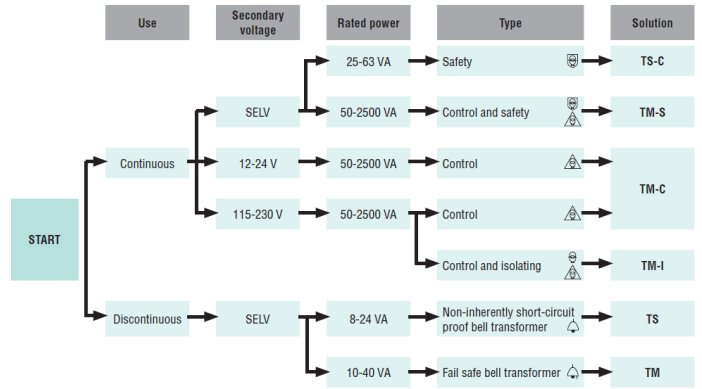 Use
Secondary
voltage
Rated power
Type
Solution
25-63 VA
Safety
TS-C
SELV
50-2500 VA
Control and safety
TM-S
Continuous
12-24 V
50-2500 VA
Control
TM-C
115-230 V
50-2500 VA
Control
START
Control and isolating
TM-I
Discontinuous
SELV
8-24 VA
Non-inherently short-circuit
proof bell transformer
TS
10-40 VA
Fail safe bell transformer
TM